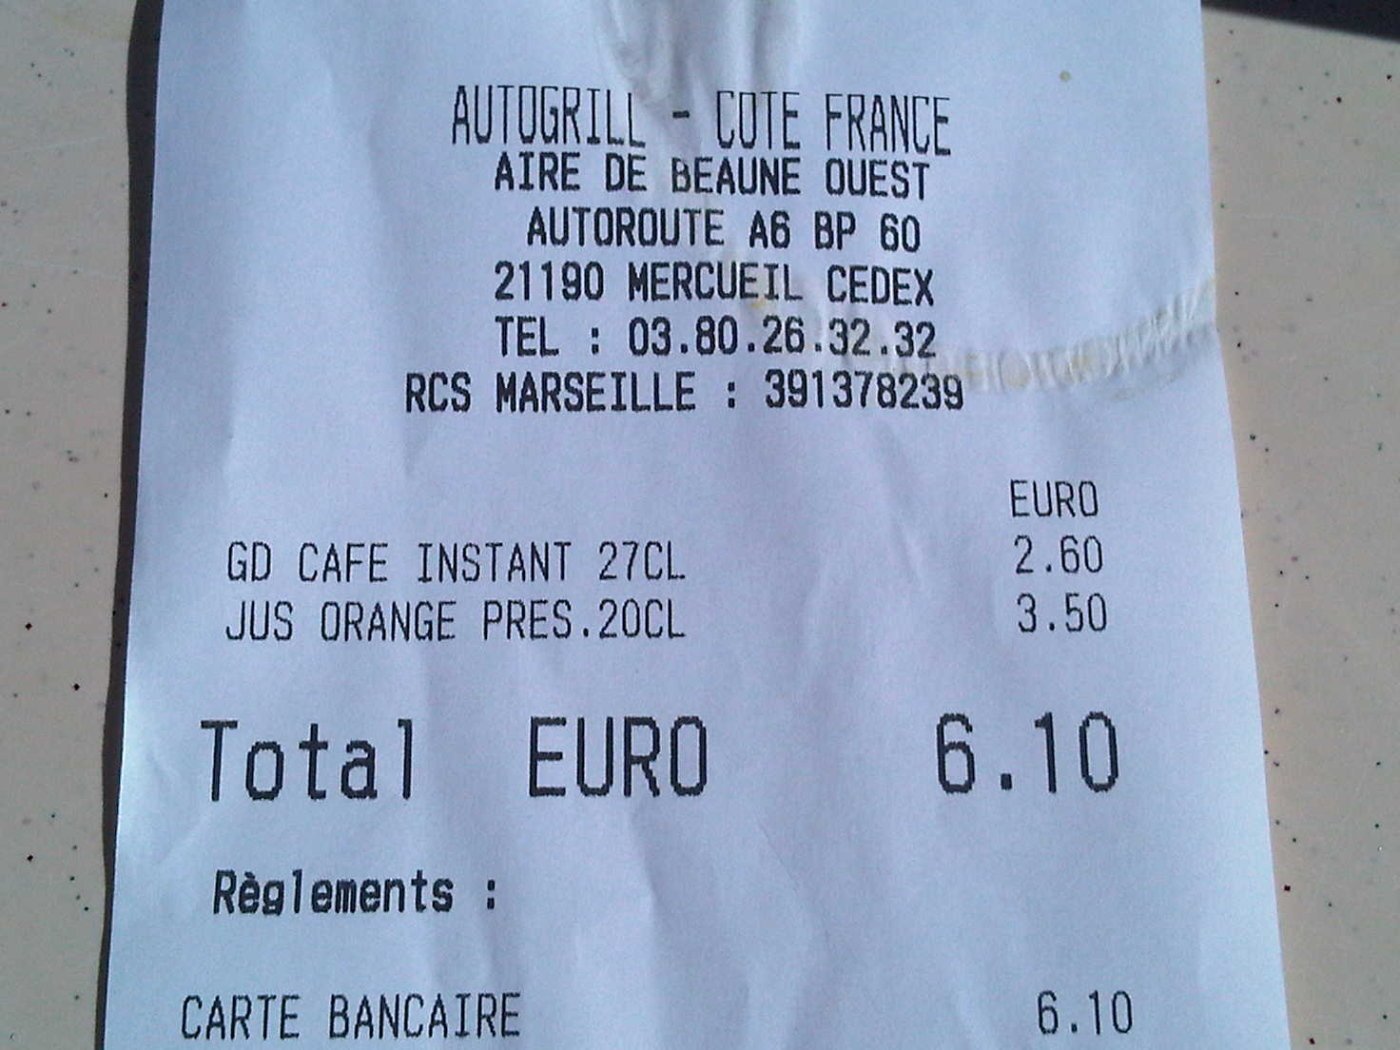 AUTOGRILL - COTE FRANCE
AIRE DE BEAUNE OUEST
AUTOROUTE A6 BP 60
21190 MERCUEIL CEDEX
TEL : 03.80.26.32.32
RCS MARSEILLE : 391378239
EURO
GD CAFE INSTANT 27CL 2.60
JUS ORANGE PRES.20CL 3.50
Total EURO 6.10
Règlements :
CARTE BANCAIRE 6.10